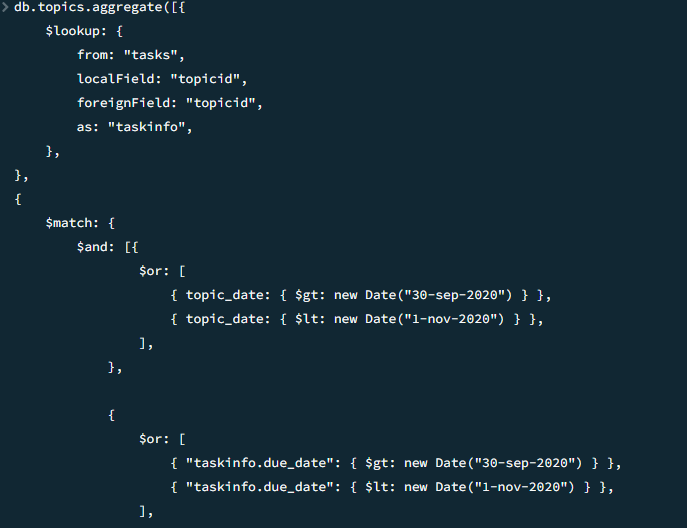 db.topics.aggregate([{
    $lookup: {
        from: "tasks",
        localField: "topicid",
        foreignField: "topicid",
        as: "taskinfo",
    },
},
{
    $match: {
        $and: [{
                $or: [
                    { topic_date: { $gt: new Date("30-sep-2020") } },
                    { topic_date: { $lt: new Date("1-nov-2020") } },
                ],
            },
            {
                $or: [
                    { "taskinfo.due_date": { $gt: new Date("30-sep-2020") } },
                    { "taskinfo.due_date": { $lt: new Date("1-nov-2020") } },
                ],